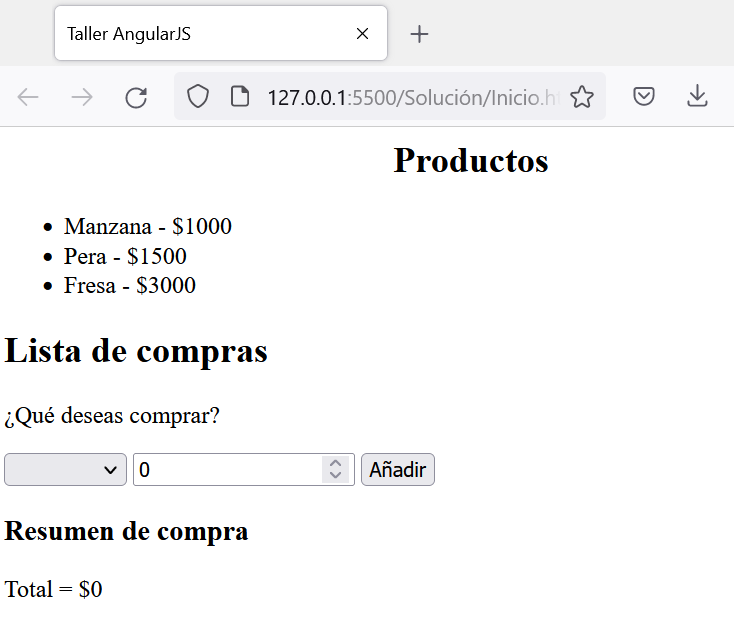 Taller AngularJS
127.0.0.1:5500/Solución/Inicio.h
Productos
Manzana - $1000
Pera - $1500
Fresa - $3000
Lista de compras
¿Qué deseas comprar?
0 Añadir
Resumen de compra
Total = $0